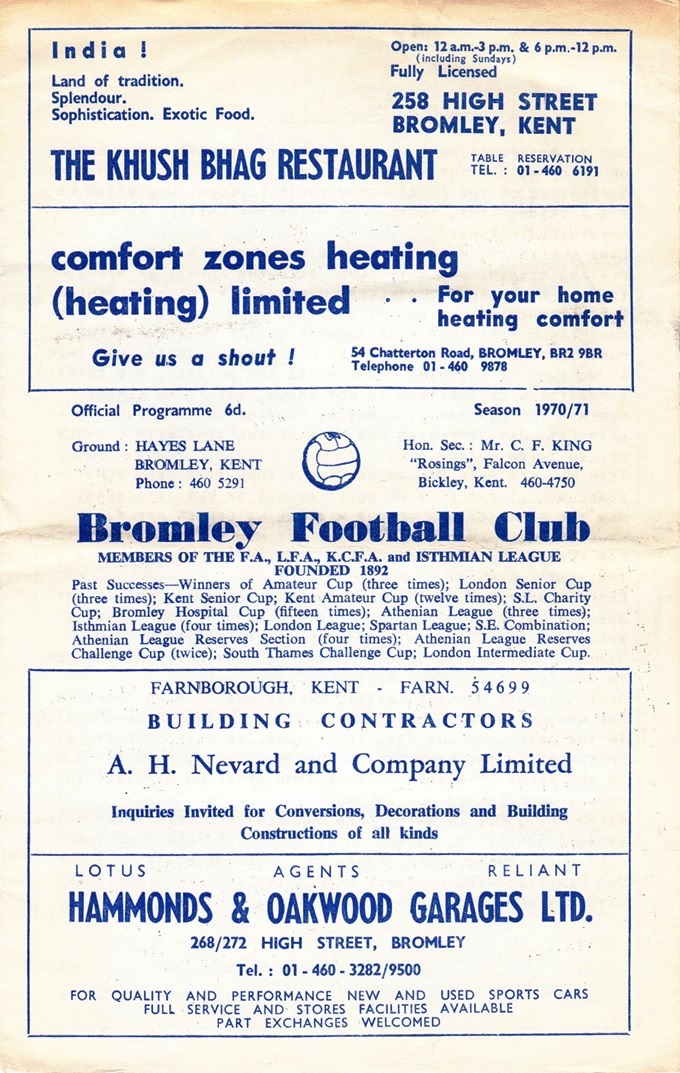 India !
Open: 12 a.m.-3 p.m. & 6 p.m.-12 p.m.
(including Sundays)
Fully Licensed
Land of tradition.
Splendour.
Sophistication. Exotic Food.
258 HIGH STREET
BROMLEY, KENT
THE KHUSH BHAG RESTAURANT
TABLE RESERVATION
TEL. : 01-460 6191
comfort zones heating
(heating) limited . . For your home
heating comfort
Give us a shout !
54 Chatterton Road, BROMLEY, BR2 9BR
Telephone 01-460 9878
Official Programme 6d.
Season 1970/71
Ground : HAYES LANE
BROMLEY, KENT
Phone : 460 5291
Hon. Sec. : Mr. C. F. KING
"Rosings", Falcon Avenue,
Bickley, Kent. 460-4750
Bromley Football Club
MEMBERS OF THE F.A., L.F.A., K.C.F.A. and ISTHMIAN LEAGUE
FOUNDED 1892
Past Successes—Winners of Amateur Cup (three times); London Senior Cup
(three times); Kent Senior Cup; Kent Amateur Cup (twelve times); S.L. Charity
Cup; Bromley Hospital Cup (fifteen times); Athenian League (three times);
Isthmian League (four times); London League; Spartan League; S.E. Combination;
Athenian League Reserves Section (four times); Athenian League Reserves
Challenge Cup (twice); South Thames Challenge Cup; London Intermediate Cup.
FARNBOROUGH, KENT - FARN. 54699
BUILDING CONTRACTORS
A. H. Nevard and Company Limited
Inquiries Invited for Conversions, Decorations and Building
Constructions of all kinds
LOTUS AGENTS RELIANT
HAMMONDS & OAKWOOD GARAGES LTD.
268/272 HIGH STREET, BROMLEY
Tel. : 01-460-3282/9500
FOR QUALITY AND PERFORMANCE NEW AND USED SPORTS CARS
FULL SERVICE AND STORES FACILITIES AVAILABLE
PART EXCHANGES WELCOMED